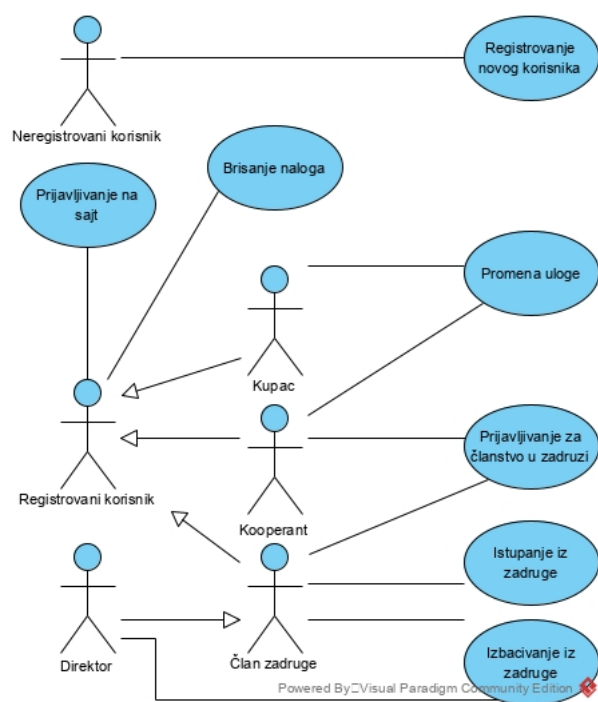 Registrovanje
novog korisnika
Neregistrovani korisnik
Brisanje naloga
Prijavljivanje na
sajt
Promena uloge
Kupac
Prijavljivanje za
članstvo u zadruzi
Registrovani korisnik
Kooperant
Istupanje iz
zadruge
Izbacivanje iz
zadruge
Direktor
Član zadruge
Powered By Visual Paradigm Community Edition